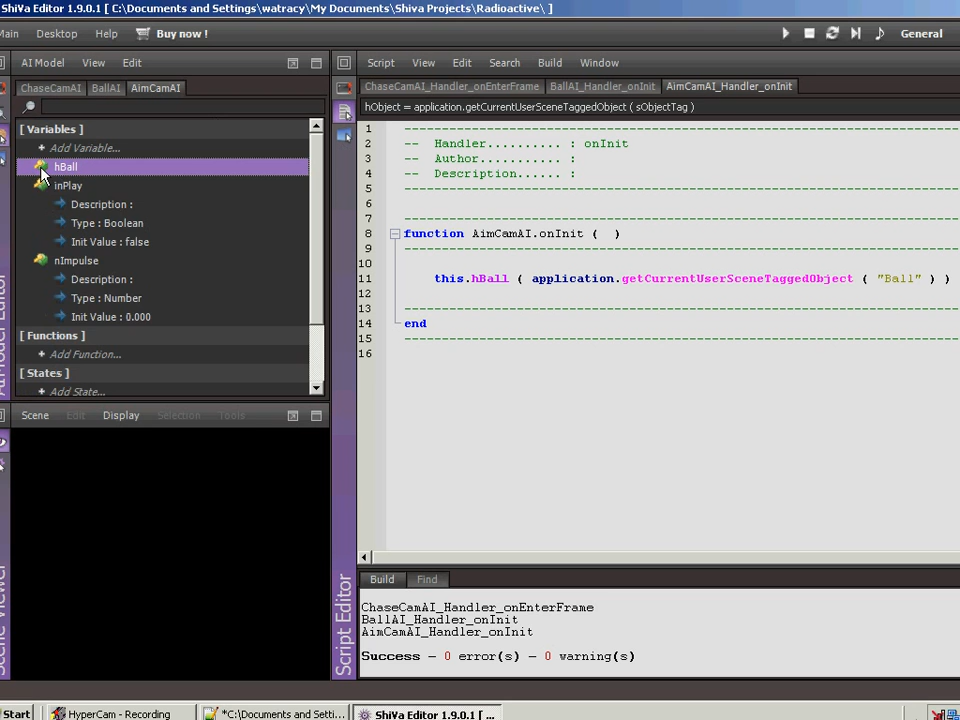 ShiVa Editor 1.9.0.1 [ C:\Documents and Settings\watracy\My Documents\Shiva Projects\Radioactive\ ]
Main Desktop Help Buy now ! General
AI Model View Edit
ChaseCamAI BallAI AimCamAI
[ Variables ]
+ Add Variable...
hBall
inPlay
Description :
Type : Boolean
Init Value : false
nImpulse
Description :
Type : Number
Init Value : 0.000
[ Functions ]
+ Add Function...
[ States ]
+ Add State...
Scene Edit Display Selection Tools
AI Model Editor
Scene Viewer
Script View Edit Search Build Window
ChaseCamAI_Handler_onEnterFrame BallAI_Handler_onInit AimCamAI_Handler_onInit
hObject = application.getCurrentUserSceneTaggedObject ( sObjectTag )
1 --------------------------------------------------------------------------
2 -- Handler.......... : onInit
3 -- Author........... :
4 -- Description...... :
5 --------------------------------------------------------------------------
6
7 --------------------------------------------------------------------------
8 function AimCamAI.onInit (  )
9 --------------------------------------------------------------------------
10
11 this.hBall ( application.getCurrentUserSceneTaggedObject ( "Ball" ) )
12
13 --------------------------------------------------------------------------
14 end
15 --------------------------------------------------------------------------
16
Script Editor
Build Find
ChaseCamAI_Handler_onEnterFrame
BallAI_Handler_onInit
AimCamAI_Handler_onInit
Success - 0 error(s) - 0 warning(s)
Start HyperCam - Recording *C:\Documents and Setti... ShiVa Editor 1.9.0.1 [ ...